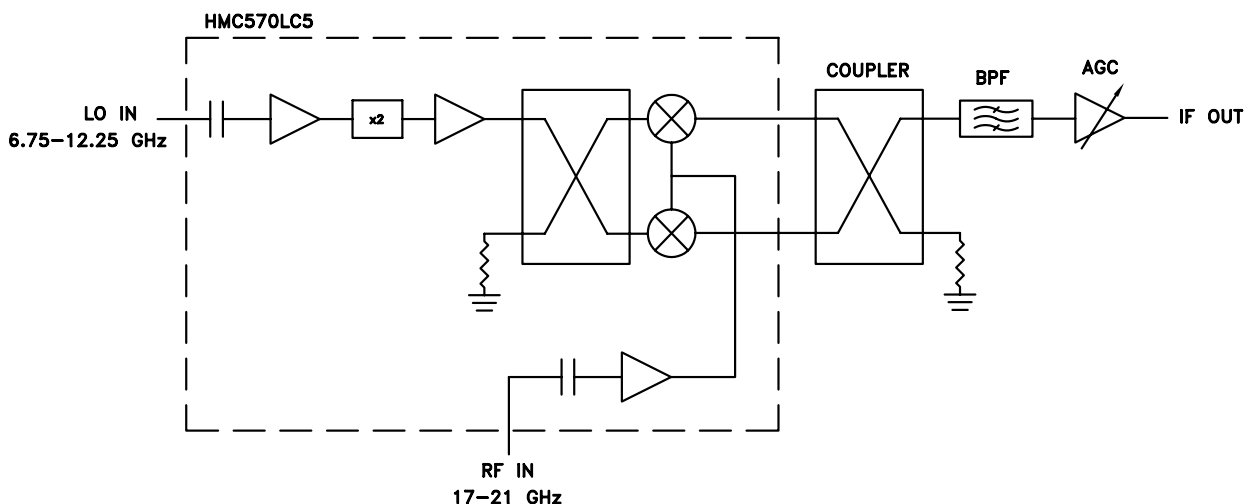 HMC570LC5
LO IN
6.75–12.25 GHz
x2
COUPLER
BPF
AGC
IF OUT
RF IN
17–21 GHz